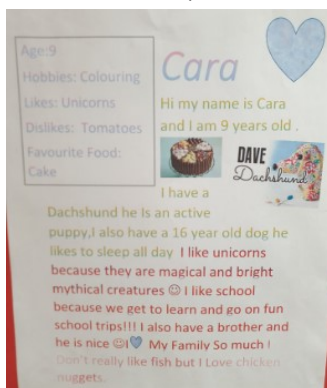 Age:9
Hobbies: Colouring
Likes: Unicorns
Dislikes: Tomatoes
Favourite Food:
Cake
Cara
Hi my name is Cara
and I am 9 years old .
DAVE
Dachshund
I have a
Dachshund he Is an active
puppy,I also have a 16 year old dog he
likes to sleep all day I like unicorns
because they are magical and bright
mythical creatures ☺ I like school
because we get to learn and go on fun
school trips!!! I also have a brother and
he is nice ☺I💙 My Family So much !
Don't really like fish but I Love chicken
nuggets.